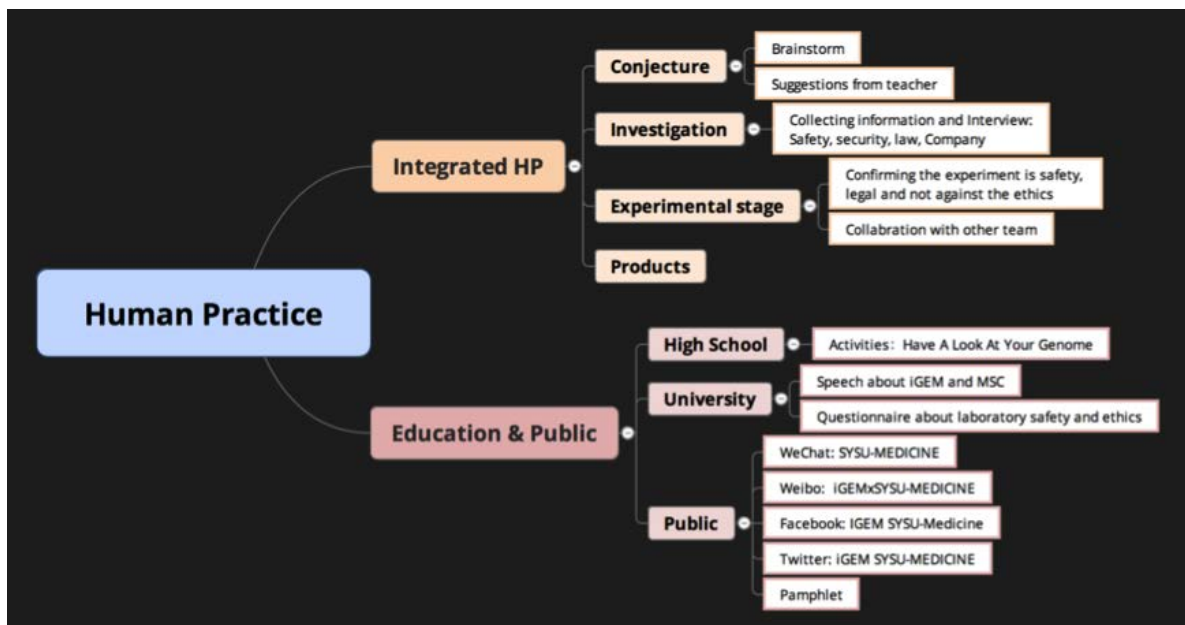 Human Practice
Integrated HP
Conjecture
Brainstorm
Suggestions from teacher
Investigation
Collecting information and Interview:
Safety, security, law, Company
Experimental stage
Confirming the experiment is safety,
legal and not against the ethics
Collabration with other team
Products
Education & Public
High School
Activities: Have A Look At Your Genome
University
Speech about iGEM and MSC
Questionnaire about laboratory safety and ethics
Public
WeChat: SYSU-MEDICINE
Weibo: iGEMxSYSU-MEDICINE
Facebook: IGEM SYSU-Medicine
Twitter: iGEM SYSU-MEDICINE
Pamphlet